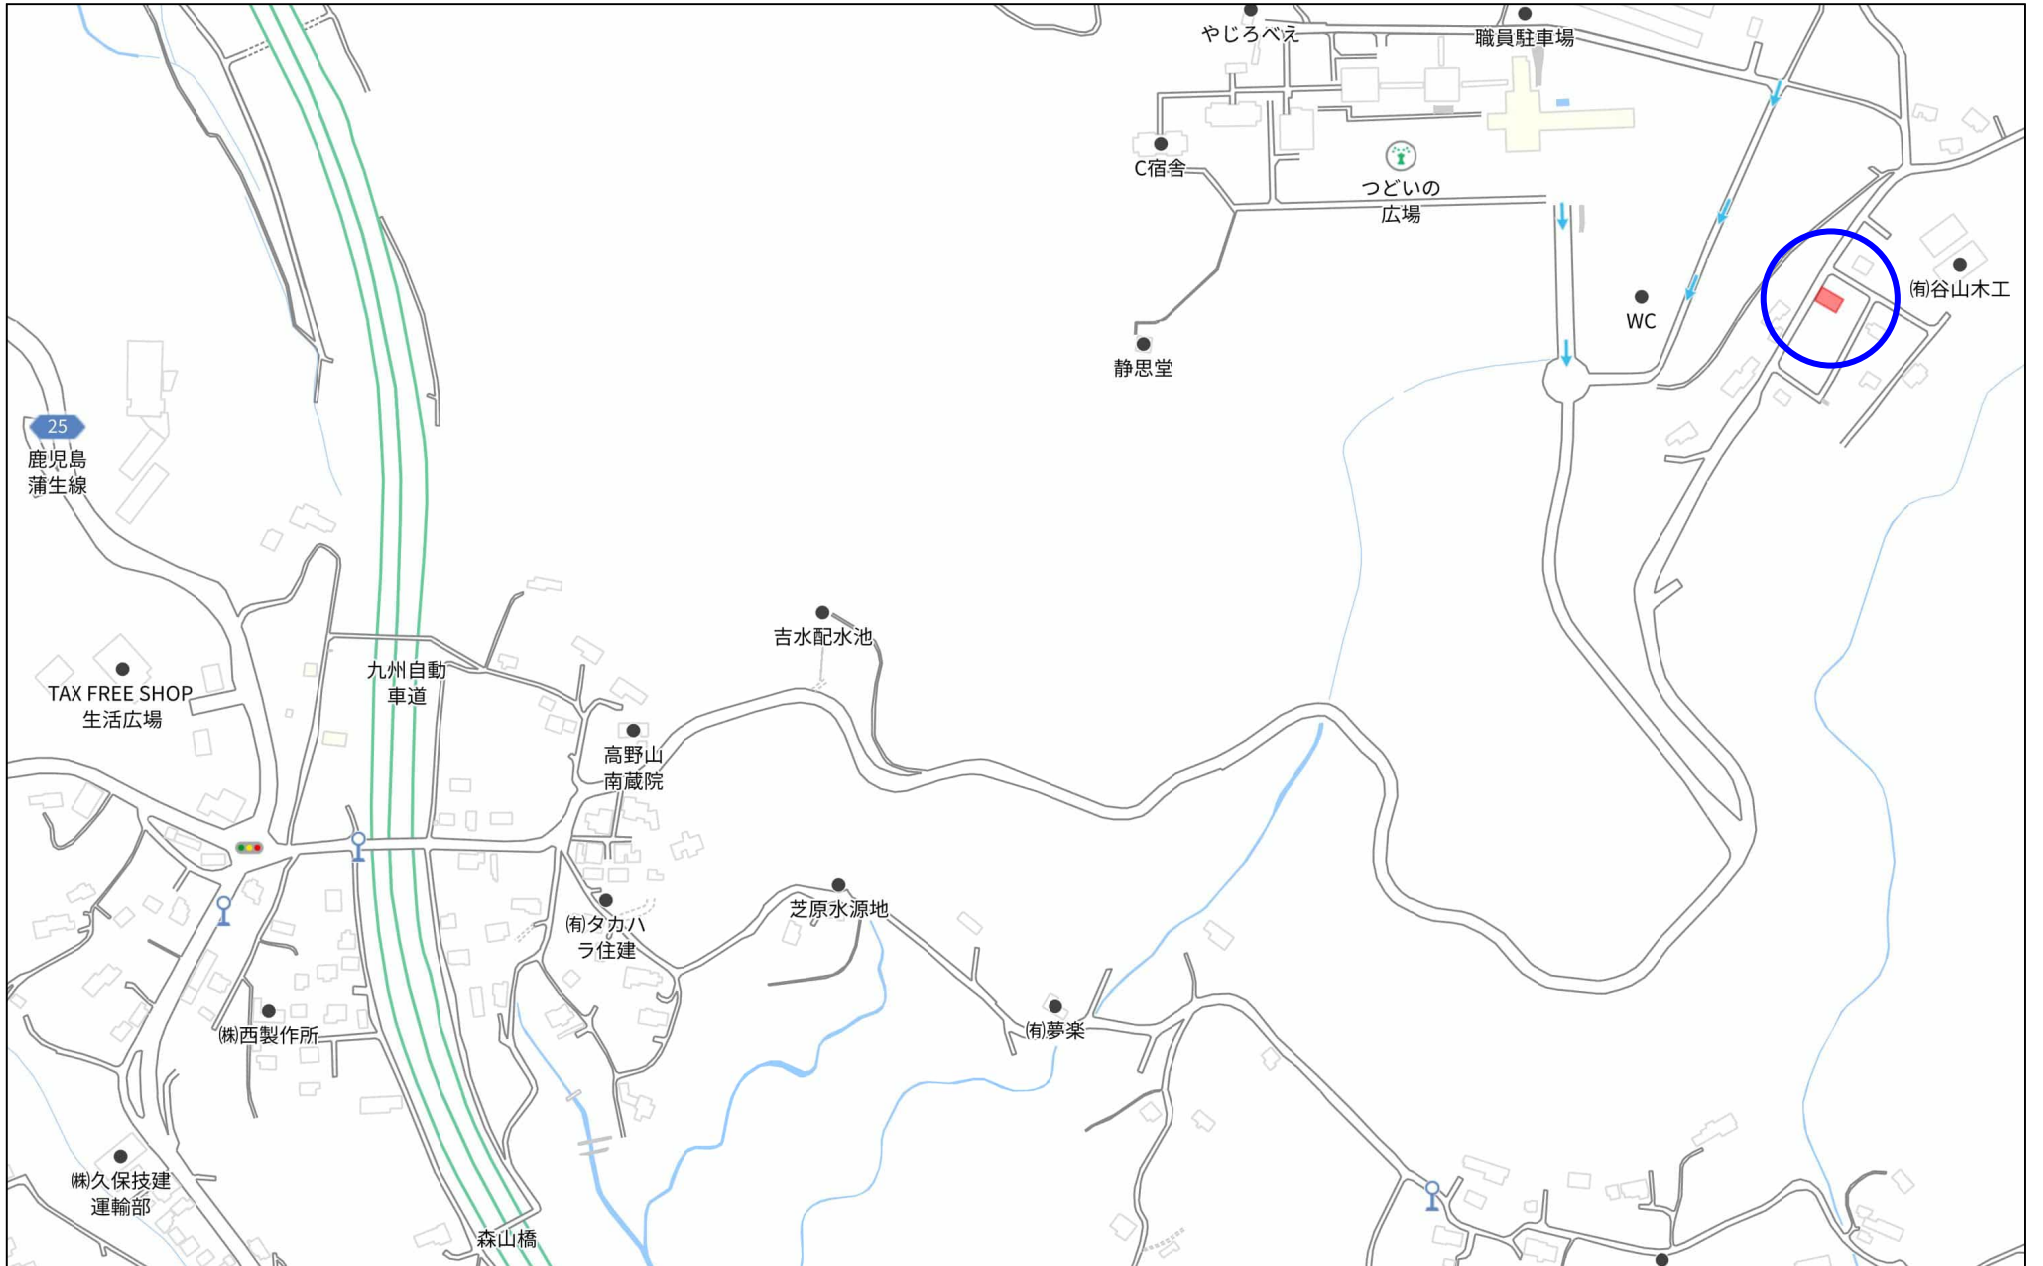 やじろべえ
職員駐車場
C宿舎
つどいの
広場
㈲谷山木工
WC
静思堂
25
鹿児島
蒲生線
吉水配水池
九州自動
車道
TAX FREE SHOP
生活広場
高野山
南蔵院
芝原水源地
㈲タカハ
ラ住建
㈱西製作所
㈲夢楽
㈱久保技建
運輸部
森山橋